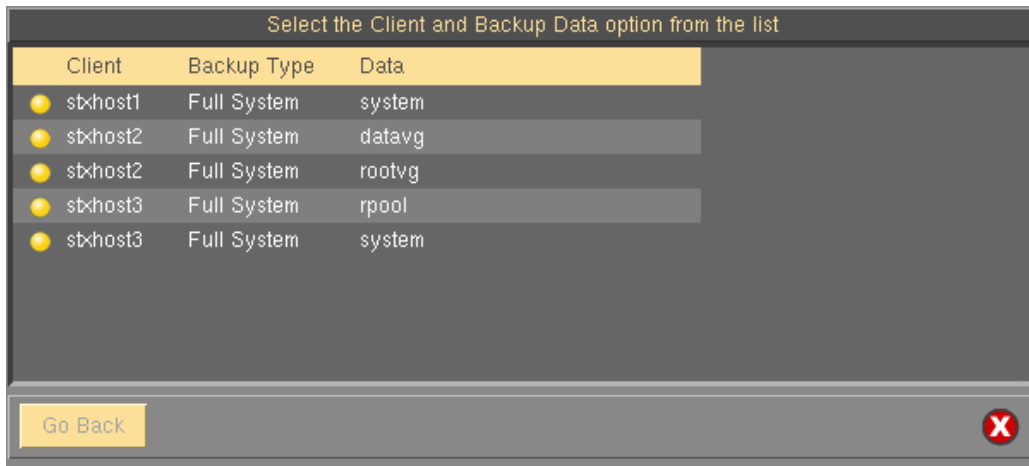 Select the Client and Backup Data option from the list
Client Backup Type Data
stxhost1 Full System system
stxhost2 Full System datavg
stxhost2 Full System rootvg
stxhost3 Full System rpool
stxhost3 Full System system
Go Back